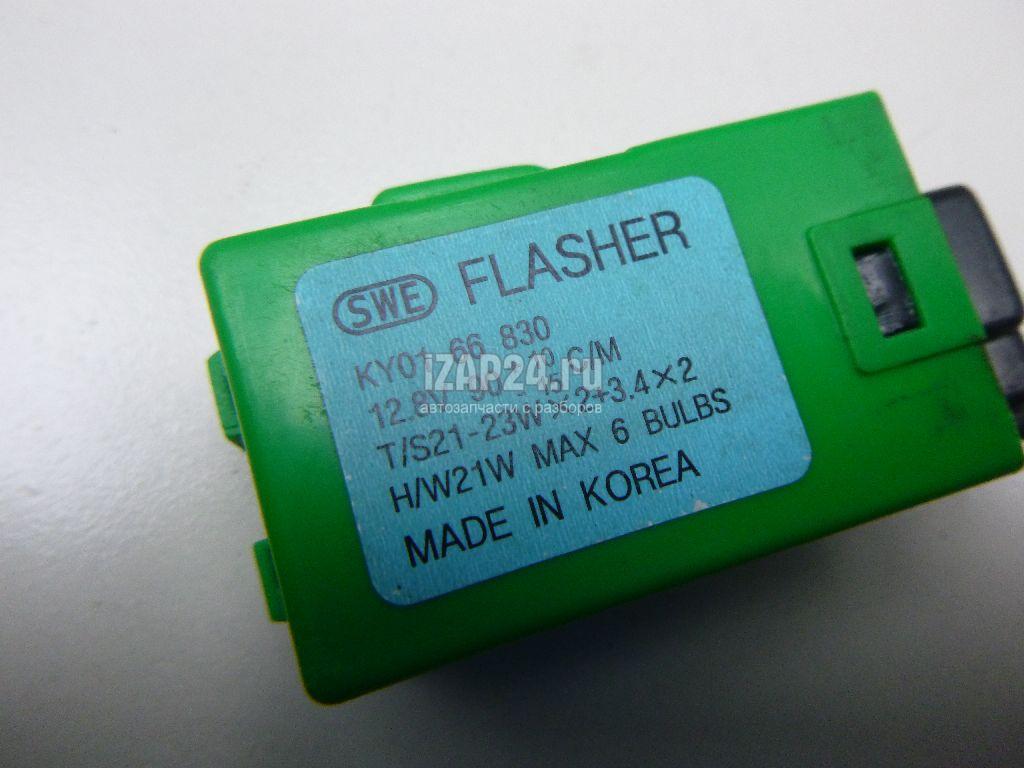 SWE FLASHER
KY01 66 830
12.8V C/M
T/S21-23W×2+3.4×2
H/W21W MAX 6 BULBS
MADE IN KOREA
iZAP24.ru
автозапчасти с разборов